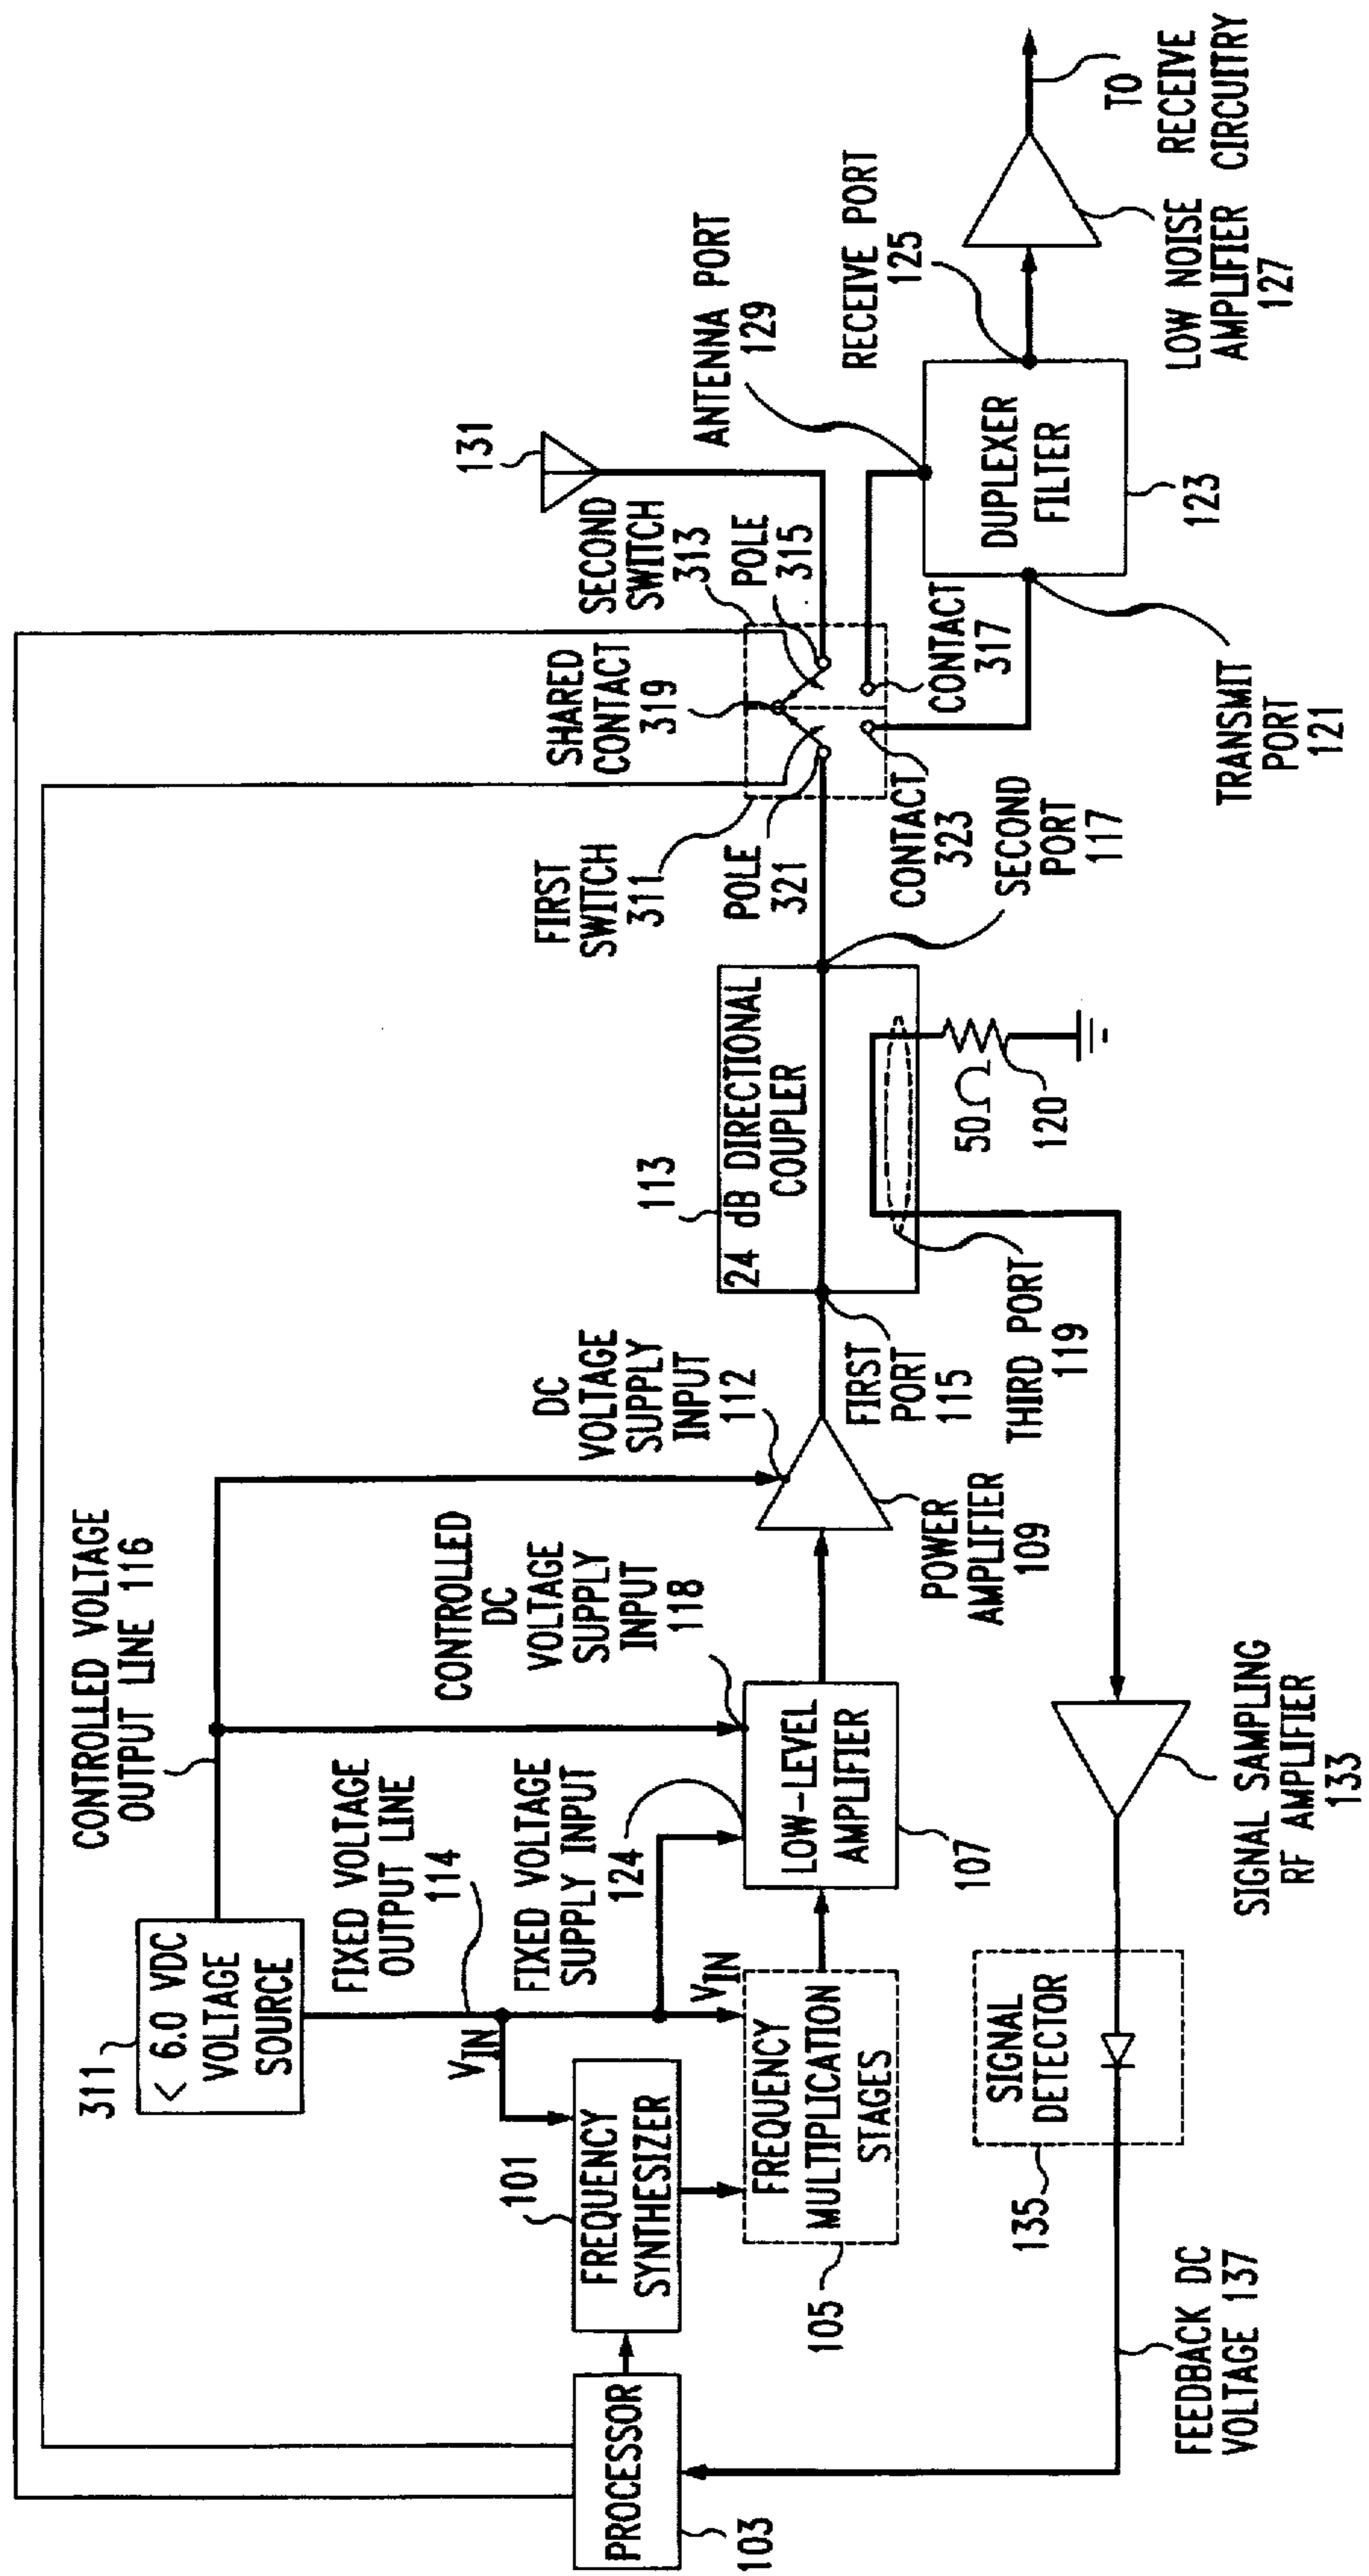 CONTROLLED VOLTAGE
OUTPUT LINE 116
311
< 6.0 VDC
VOLTAGE
SOURCE
FIXED VOLTAGE
OUTPUT LINE
114
VIN
FIXED VOLTAGE
SUPPLY INPUT
124
VIN
CONTROLLED
DC
VOLTAGE
SUPPLY
INPUT
118
DC
VOLTAGE
SUPPLY
INPUT
112
PROCESSOR
103
101
FREQUENCY
SYNTHESIZER
FREQUENCY
MULTIPLICATION
STAGES
105
LOW-LEVEL
AMPLIFIER
107
POWER
AMPLIFIER
109
FIRST
PORT
115
113
24 dB DIRECTIONAL
COUPLER
THIRD PORT
119
50Ω
120
SECOND
PORT
117
FIRST
SWITCH
311
POLE
321
SHARED
CONTACT
319
SECOND
SWITCH
313
POLE
315
CONTACT
323
CONTACT
317
131
ANTENNA PORT
129
RECEIVE PORT
125
DUPLEXER
FILTER
123
TRANSMIT
PORT
121
LOW NOISE
AMPLIFIER
127
TO
RECEIVE
CIRCUITRY
SIGNAL SAMPLING
RF AMPLIFIER
133
SIGNAL
DETECTOR
135
FEEDBACK DC
VOLTAGE 137